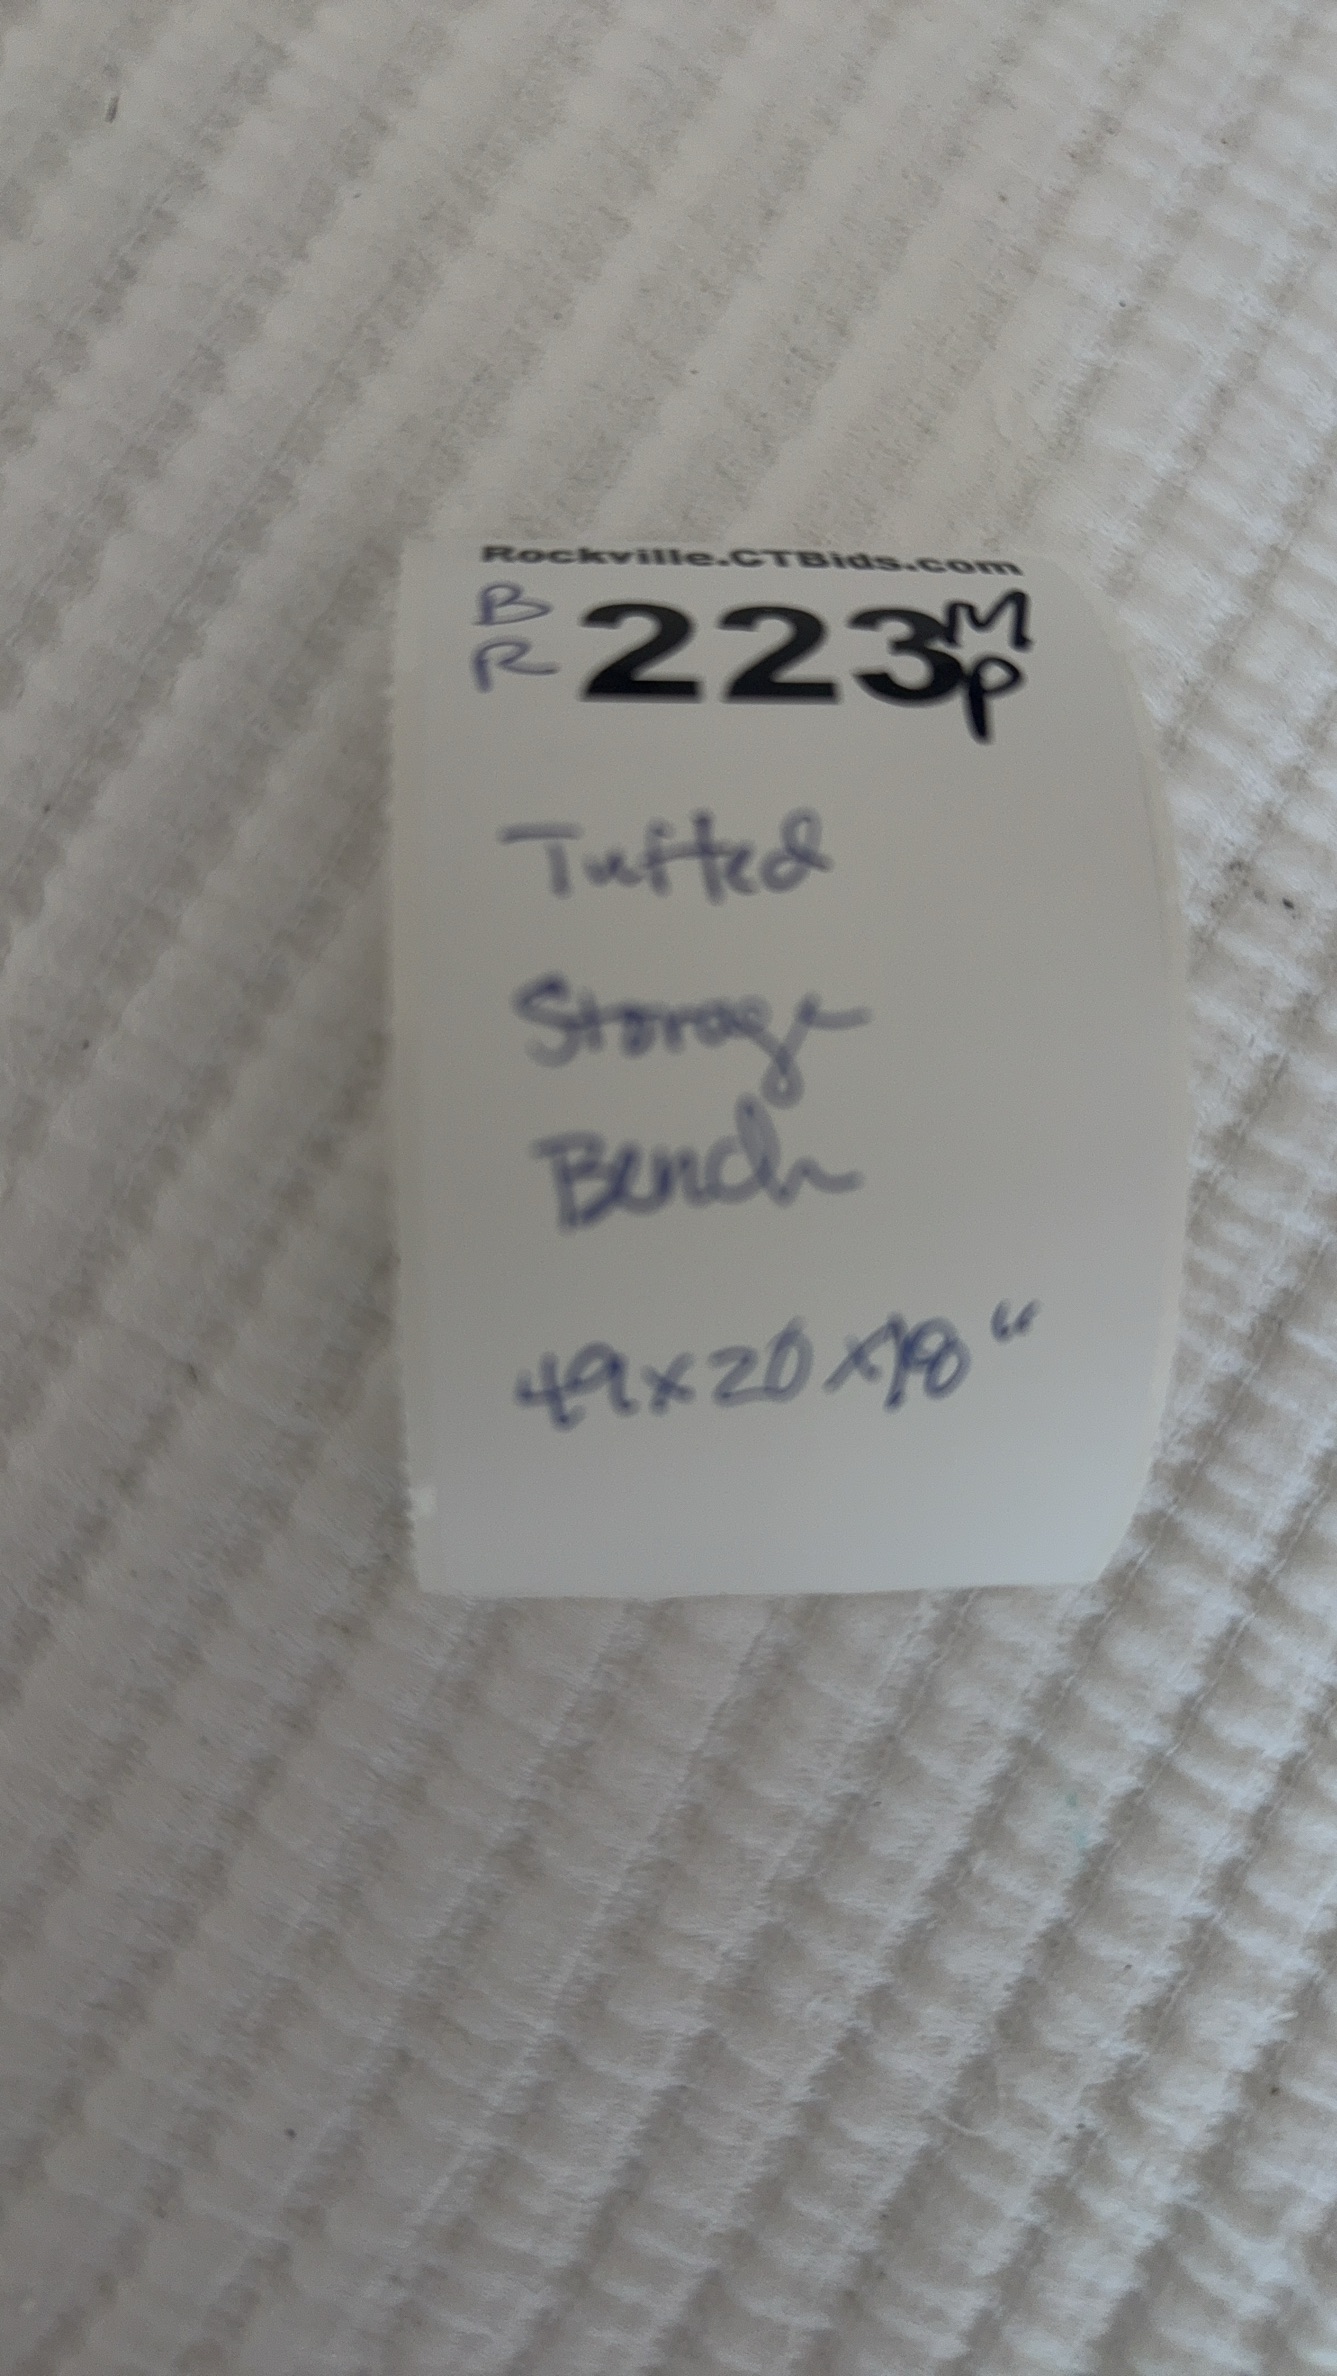 Rockville.CTBids.com
B M
R 223 P
Tufted
Storage
Bench
49x20x18"